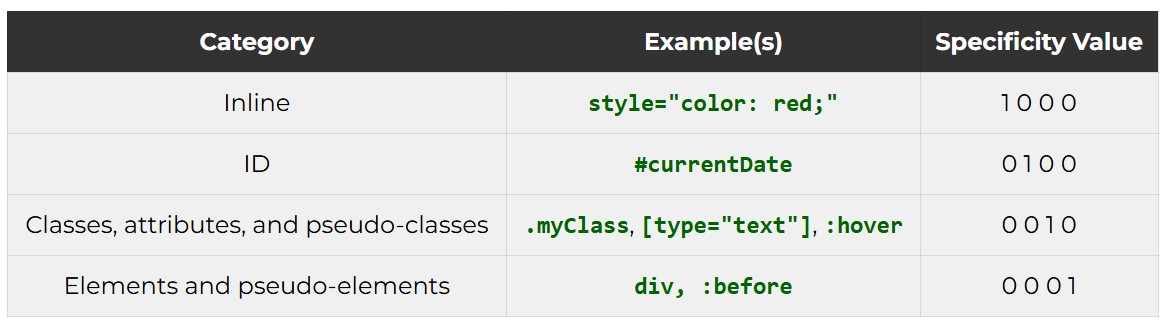 Category Example(s) Specificity Value
Inline style="color: red;" 1 0 0 0
ID #currentDate 0 1 0 0
Classes, attributes, and pseudo-classes .myClass, [type="text"], :hover 0 0 1 0
Elements and pseudo-elements div, :before 0 0 0 1